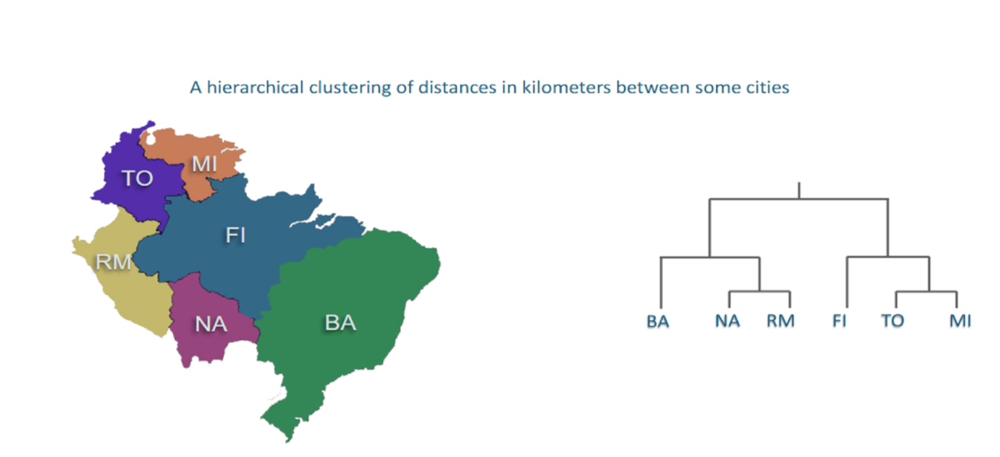 A hierarchical clustering of distances in kilometers between some cities
MI
TO
FI
RM
NA
BA
BA NA RM FI TO MI